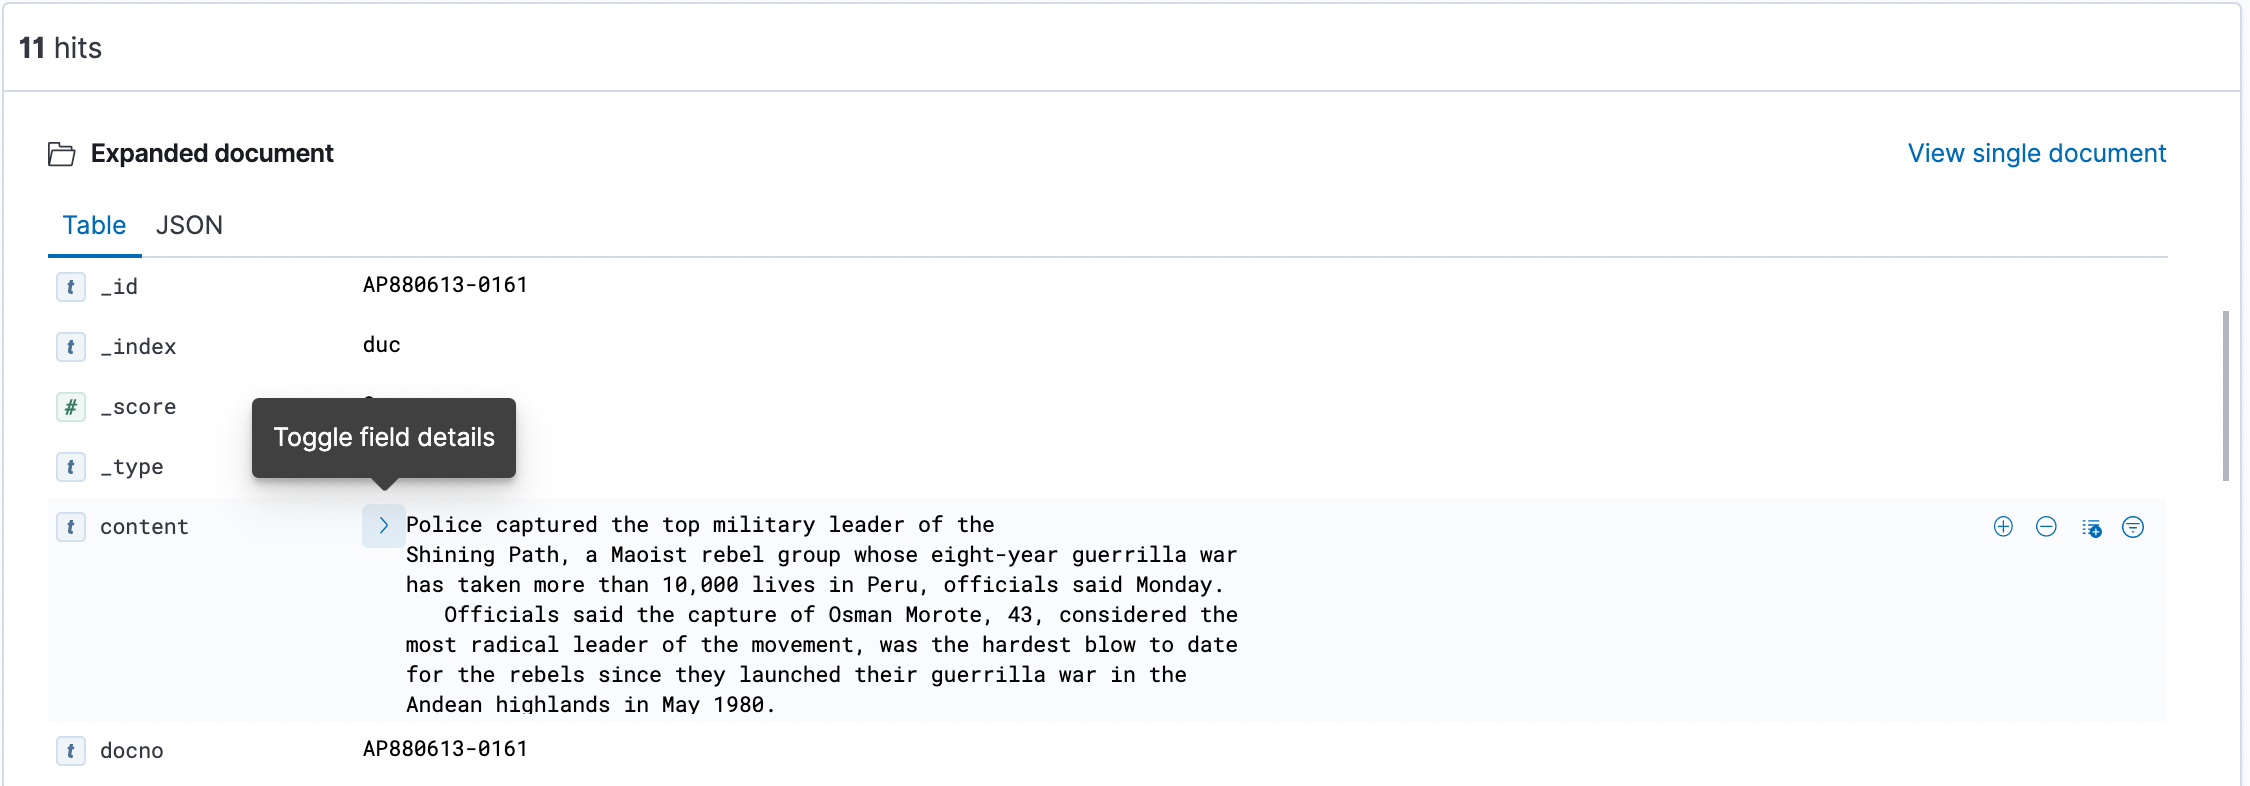 11 hits
Expanded document
View single document
Table JSON
t _id AP880613-0161
t _index duc
# _score
Toggle field details
t _type
t content Police captured the top military leader of the
Shining Path, a Maoist rebel group whose eight-year guerrilla war
has taken more than 10,000 lives in Peru, officials said Monday.
Officials said the capture of Osman Morote, 43, considered the
most radical leader of the movement, was the hardest blow to date
for the rebels since they launched their guerrilla war in the
Andean highlands in May 1980.
t docno AP880613-0161